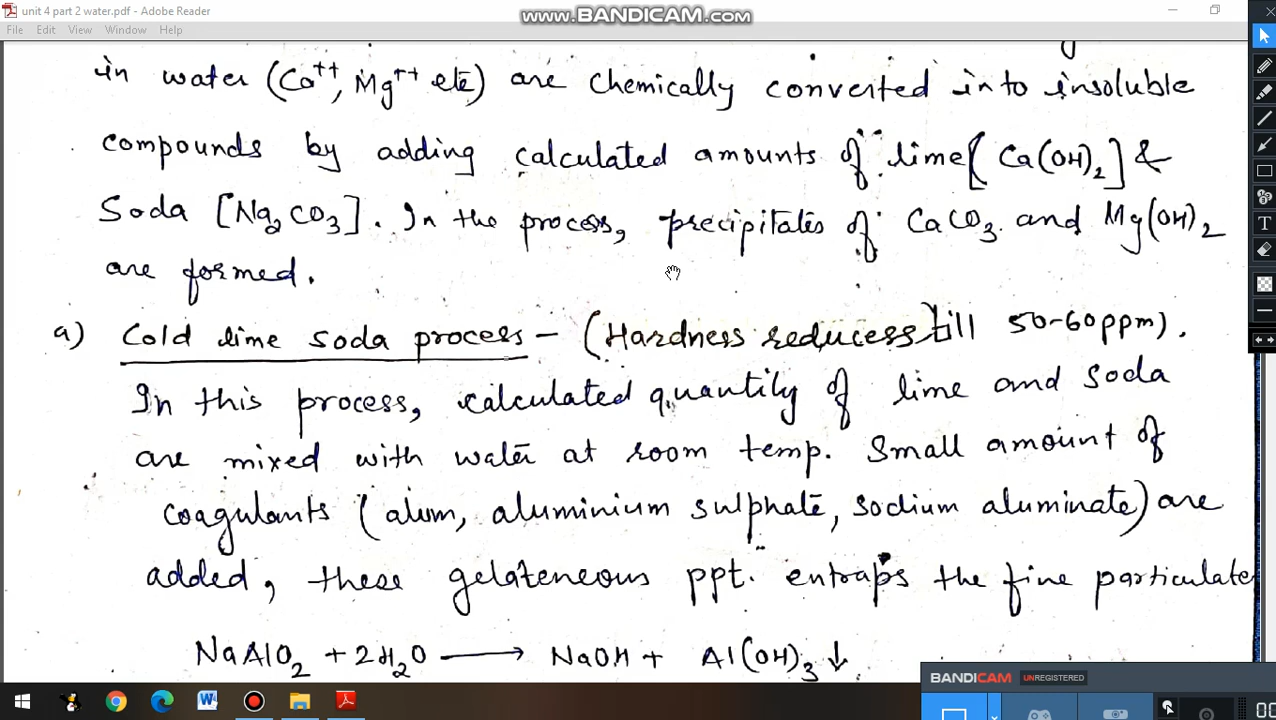 unit 4 part 2 water.pdf - Adobe Reader
www.BANDICAM.com
File Edit View Window Help
in water (Ca++, Mg++ etc) are chemically converted into insoluble
compounds by adding calculated amounts of lime [Ca(OH)2] &
Soda [Na2CO3]. In the process, precipitates of CaCO3 and Mg(OH)2
are formed.
a) Cold lime soda process - (Hardness reducess till 50-60ppm).
In this process, calculated quantity of lime and soda
are mixed with water at room temp. Small amount of
coagulants (alum, aluminium sulphate, sodium aluminate) are
added, these gelateneous ppt. entraps the fine particulate
NaAlO2 + 2H2O ⟶ NaOH + Al(OH)3 ↓
BANDICAM UNREGISTERED